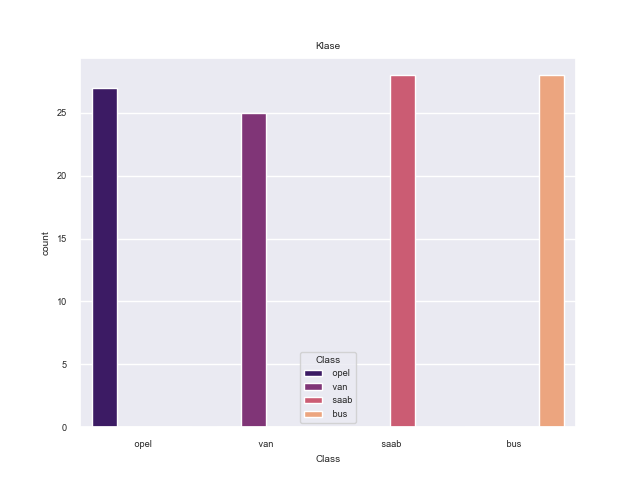 Klase
25
20
15
10
5
0
count
Class
opel
van
saab
bus
opel van saab bus
Class